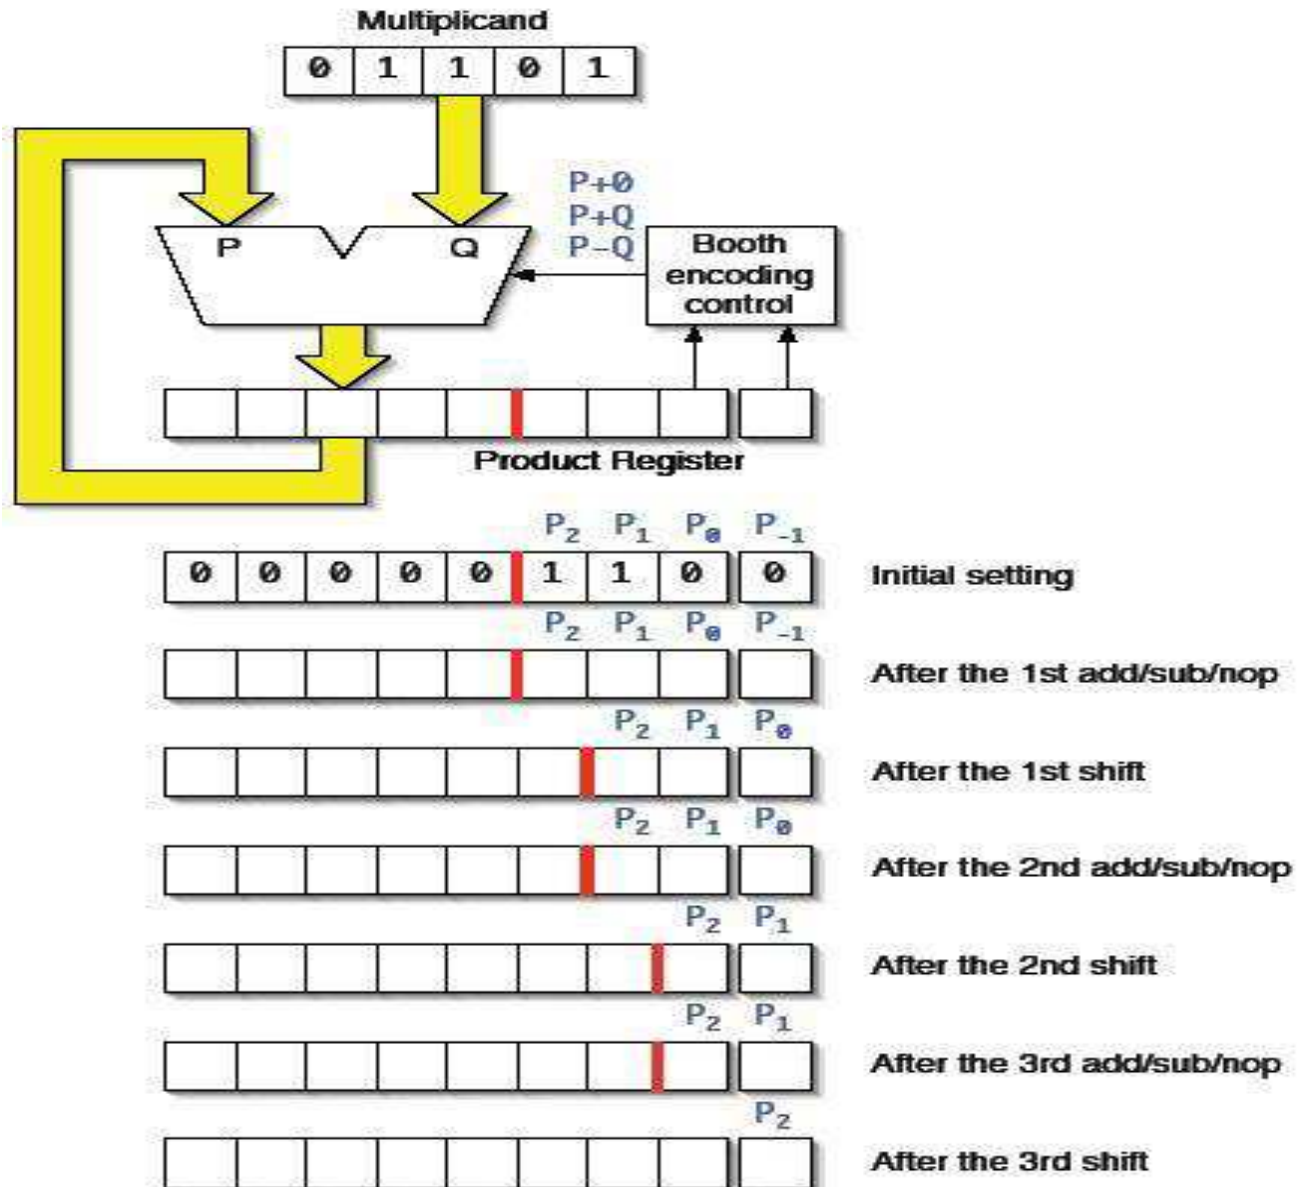 Multiplicand
0 1 1 0 1
P+0
P+Q
P-Q
P Q
Booth
encoding
control
Product Register
P₂ P₁ P₀ P₋₁
0 0 0 0 0 1 1 0 0 Initial setting
P₂ P₁ P₀ P₋₁
After the 1st add/sub/nop
P₂ P₁ P₀
After the 1st shift
P₂ P₁ P₀
After the 2nd add/sub/nop
P₂ P₁
After the 2nd shift
P₂ P₁
After the 3rd add/sub/nop
P₂
After the 3rd shift